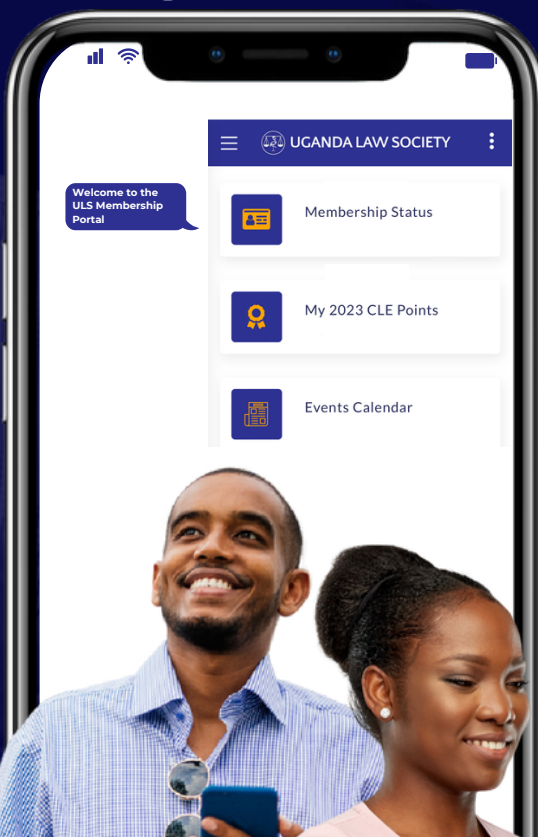 UGANDA LAW SOCIETY
Welcome to the
ULS Membership
Portal
Membership Status
My 2023 CLE Points
Events Calendar